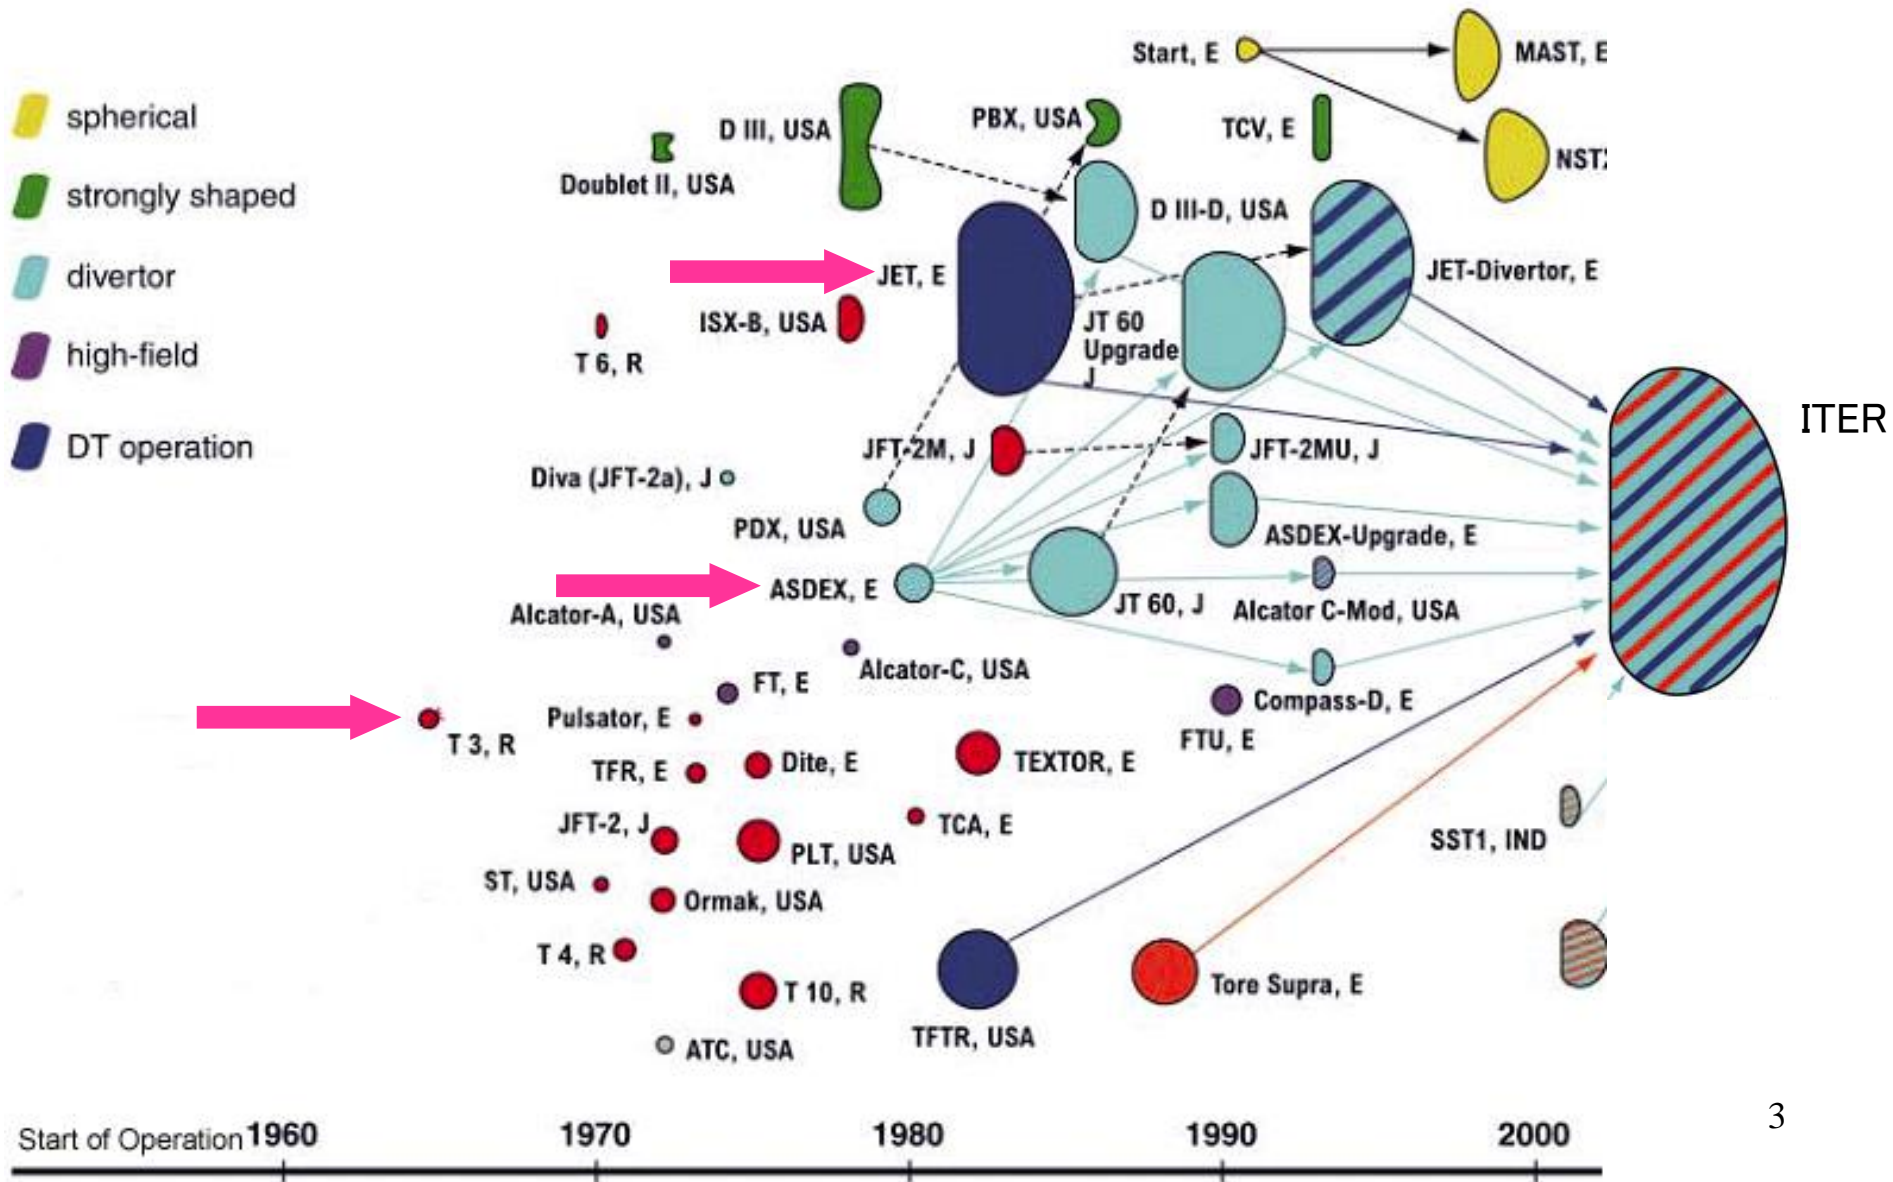 spherical
strongly shaped
divertor
high-field
DT operation
Start, E
MAST, E
D III, USA
PBX, USA
TCV, E
NST
Doublet II, USA
D III-D, USA
JET, E
JET-Divertor, E
ISX-B, USA
JT 60
Upgrade
J
T 6, R
ITER
JFT-2M, J
JFT-2MU, J
Diva (JFT-2a), J
PDX, USA
ASDEX-Upgrade, E
ASDEX, E
JT 60, J
Alcator C-Mod, USA
Alcator-A, USA
Alcator-C, USA
FT, E
Compass-D, E
Pulsator, E
T 3, R
FTU, E
TFR, E
Dite, E
TEXTOR, E
JFT-2, J
PLT, USA
TCA, E
SST1, IND
ST, USA
Ormak, USA
T 4, R
T 10, R
Tore Supra, E
TFTR, USA
ATC, USA
3
Start of Operation 1960 1970 1980 1990 2000